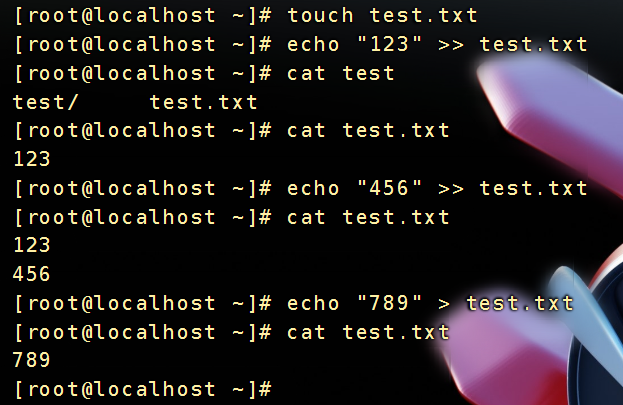 [root@localhost ~]# touch test.txt
[root@localhost ~]# echo "123" >> test.txt
[root@localhost ~]# cat test
test/     test.txt
[root@localhost ~]# cat test.txt
123
[root@localhost ~]# echo "456" >> test.txt
[root@localhost ~]# cat test.txt
123
456
[root@localhost ~]# echo "789" > test.txt
[root@localhost ~]# cat test.txt
789
[root@localhost ~]#